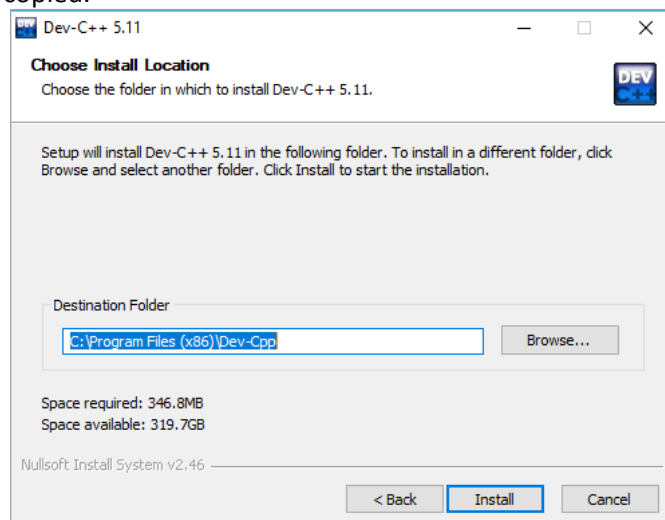 copied.
Dev-C++ 5.11
Choose Install Location
Choose the folder in which to install Dev-C++ 5.11.
DEV
C++
Setup will install Dev-C++ 5.11 in the following folder. To install in a different folder, click
Browse and select another folder. Click Install to start the installation.
Destination Folder
C:\Program Files (x86)\Dev-Cpp
Browse...
Space required: 346.8MB
Space available: 319.7GB
Nullsoft Install System v2.46
< Back Install Cancel